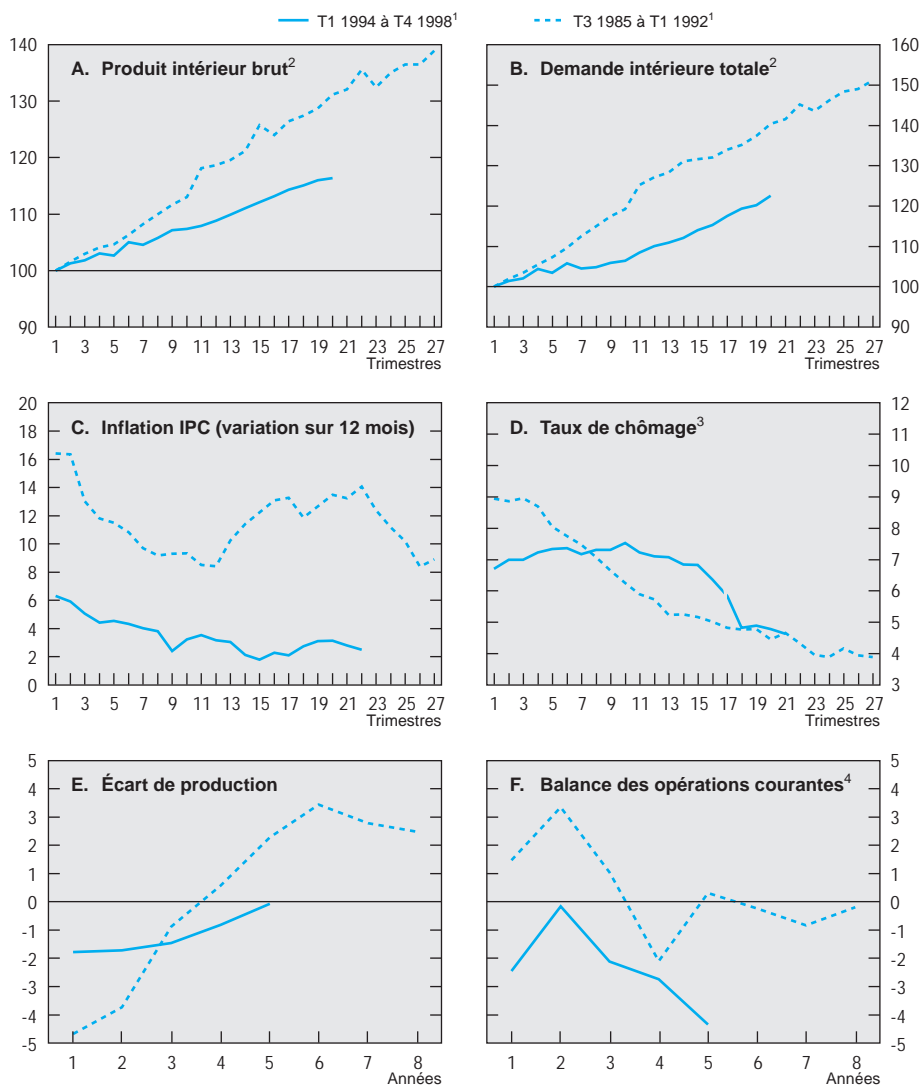 T1 1994 à T4 1998¹
T3 1985 à T1 1992¹
A. Produit intérieur brut²
140
130
120
110
100
90
1 3 5 7 9 11 13 15 17 19 21 23 25 27
Trimestres
B. Demande intérieure totale²
160
150
140
130
120
110
100
90
1 3 5 7 9 11 13 15 17 19 21 23 25 27
Trimestres
C. Inflation IPC (variation sur 12 mois)
20
18
16
14
12
10
8
6
4
2
0
1 3 5 7 9 11 13 15 17 19 21 23 25 27
Trimestres
D. Taux de chômage³
12
11
10
9
8
7
6
5
4
3
1 3 5 7 9 11 13 15 17 19 21 23 25 27
Trimestres
E. Écart de production
5
4
3
2
1
0
-1
-2
-3
-4
-5
1 2 3 4 5 6 7 8
Années
F. Balance des opérations courantes⁴
5
4
3
2
1
0
-1
-2
-3
-4
-5
1 2 3 4 5 6 7 8
Années